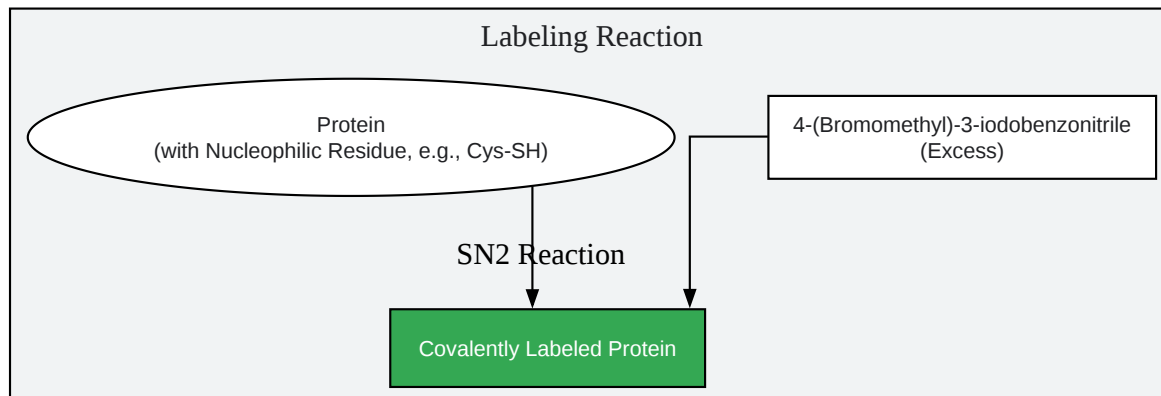 Labeling Reaction
Protein
(with Nucleophilic Residue, e.g., Cys-SH)
4-(Bromomethyl)-3-iodobenzonitrile
(Excess)
SN2 Reaction
Covalently Labeled Protein